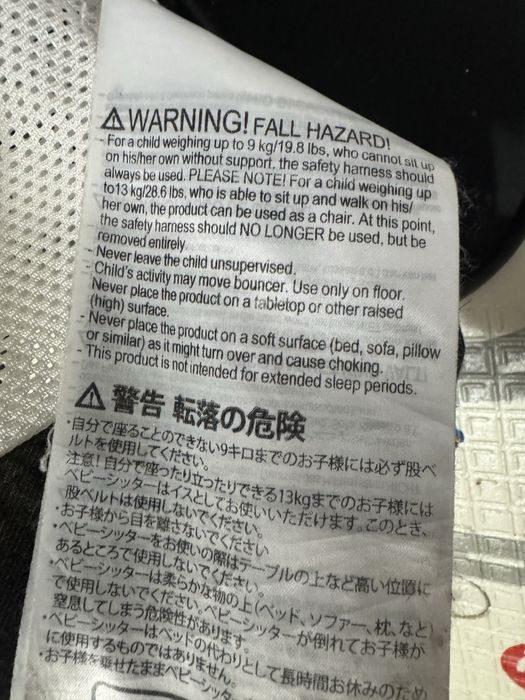 ⚠WARNING! FALL HAZARD!
- For a child weighing up to 9 kg/19.8 lbs, who cannot sit up
on his/her own without support, the safety harness should
always be used. PLEASE NOTE! For a child weighing up
to13 kg/28.6 lbs, who is able to sit up and walk on his/
her own, the product can be used as a chair. At this point,
the safety harness should NO LONGER be used, but be
removed entirely.
- Never leave the child unsupervised.
- Child's activity may move bouncer. Use only on floor.
Never place the product on a tabletop or other raised
(high) surface.
- Never place the product on a soft surface (bed, sofa, pillow
or similar) as it might turn over and cause choking.
- This product is not intended for extended sleep periods.
⚠ 警告 転落の危険
・自分で座ることのできない9キロまでのお子様には必ず股ベ
ルトを使用してください。
注意!自分で座ったり立ったりできる13kgまでのお子様には
ベビーシッターはイスとしてお使いいただけます。このとき、
股ベルトは使用しないでください。
・お子様から目を離さないでください
・ベビーシッターをお使いの際はテーブルの上など高い位置に
あるところで使用しないでください。
・ベビーシッターは柔らかな物の上(ベッド、ソファー、枕、など)
で使用しないでください。ベビーシッターが倒れてお子様が
窒息してしまう危険性があります。
・ベビーシッターはベットの代わりとして長時間お休みのため
に使用するものではありません。
・お子様を乗せたままベビーシッ